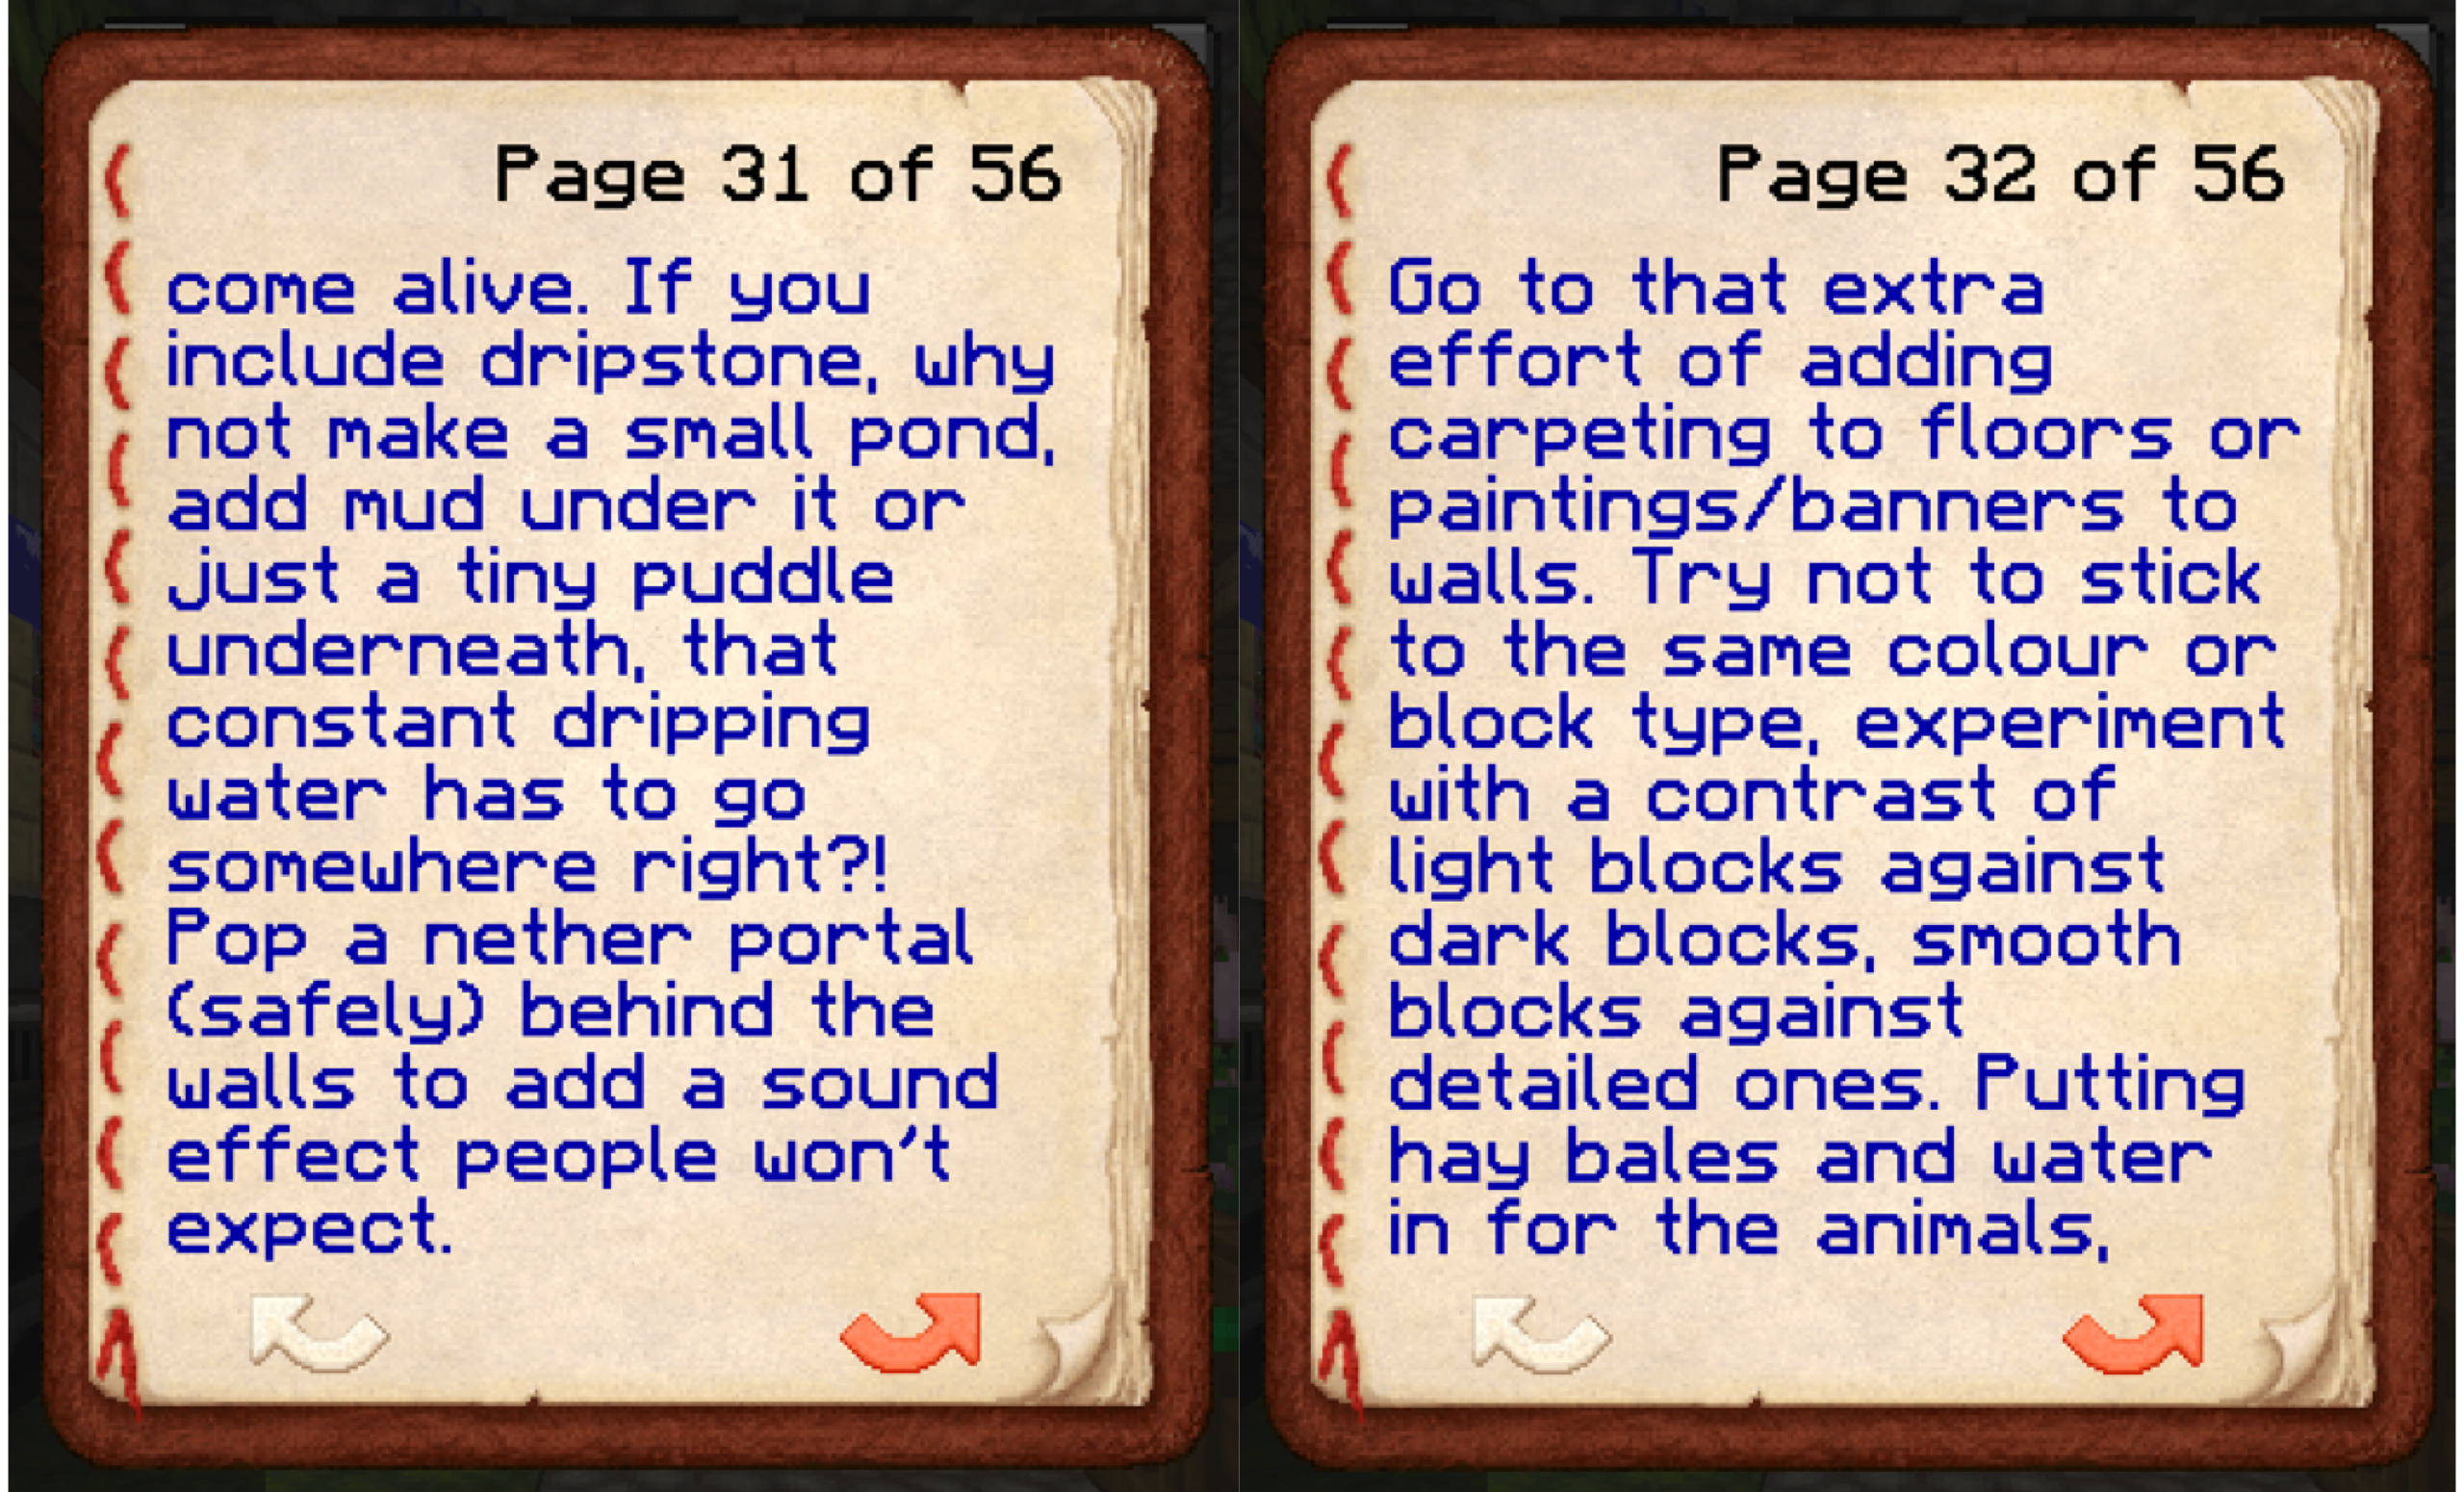 Page 31 of 56
come alive. If you
include dripstone, why
not make a small pond,
add mud under it or
just a tiny puddle
underneath, that
constant dripping
water has to go
somewhere right?!
Pop a nether portal
(safely) behind the
walls to add a sound
effect people won't
expect.
Page 32 of 56
Go to that extra
effort of adding
carpeting to floors or
paintings/banners to
walls. Try not to stick
to the same colour or
block type, experiment
with a contrast of
light blocks against
dark blocks, smooth
blocks against
detailed ones. Putting
hay bales and water
in for the animals,